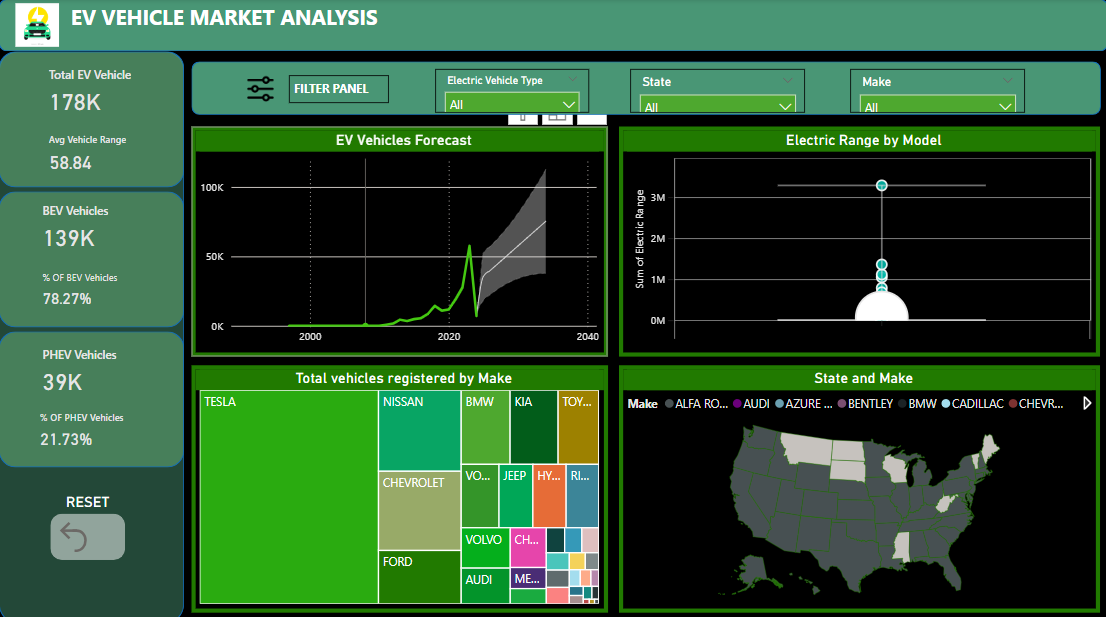 EV VEHICLE MARKET ANALYSIS
Total EV Vehicle
178K
Avg Vehicle Range
58.84
BEV Vehicles
139K
% OF BEV Vehicles
78.27%
PHEV Vehicles
39K
% OF PHEV Vehicles
21.73%
RESET
FILTER PANEL
Electric Vehicle Type
All
State
All
Make
All
EV Vehicles Forecast
100K
50K
0K
2000
2020
2040
Electric Range by Model
Sum of Electric Range
3M
2M
1M
0M
Total vehicles registered by Make
TESLA
NISSAN
CHEVROLET
FORD
BMW
KIA
TOY...
VO...
JEEP
HY...
RI...
VOLVO
CH...
AUDI
ME...
State and Make
Make ALFA RO... AUDI AZURE ... BENTLEY BMW CADILLAC CHEVR...